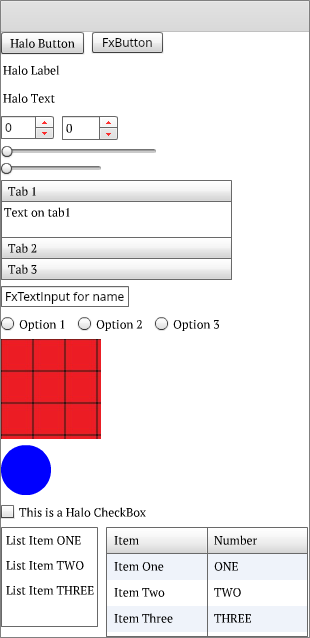 Halo Button FxButton
Halo Label
Halo Text
0 0
Tab 1
Text on tab1
Tab 2
Tab 3
FxTextInput for name
Option 1 Option 2 Option 3
This is a Halo CheckBox
List Item ONE
List Item TWO
List Item THREE
Item Number
Item One ONE
Item Two TWO
Item Three THREE